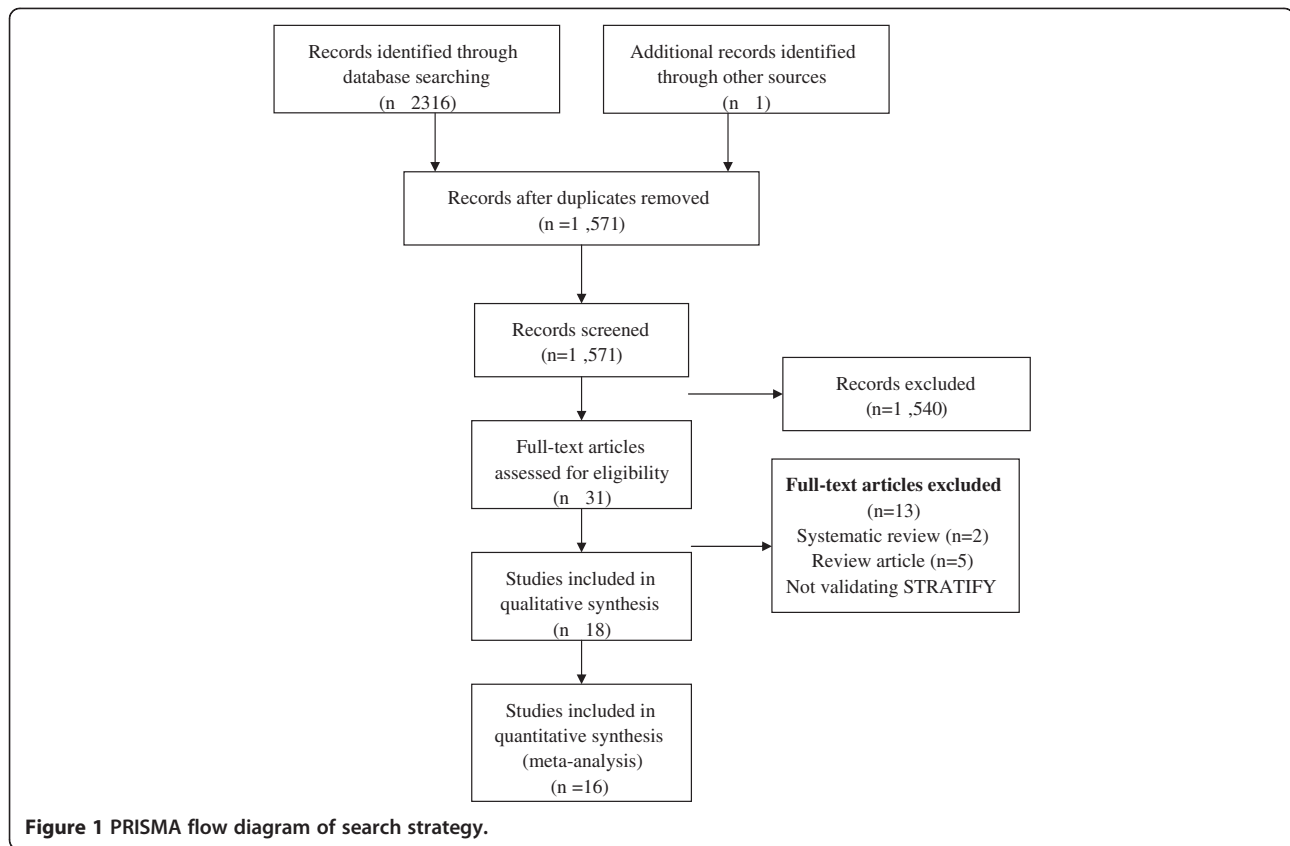 Records identified through
database searching
(n 2316)
Additional records identified
through other sources
(n 1)
Records after duplicates removed
(n =1 ,571)
Records screened
(n=1 ,571)
Records excluded
(n=1 ,540)
Full-text articles
assessed for eligibility
(n 31)
Full-text articles excluded
(n=13)
Systematic review (n=2)
Review article (n=5)
Not validating STRATIFY
Studies included in
qualitative synthesis
(n 18)
Studies included in
quantitative synthesis
(meta-analysis)
(n =16)
Figure 1 PRISMA flow diagram of search strategy.